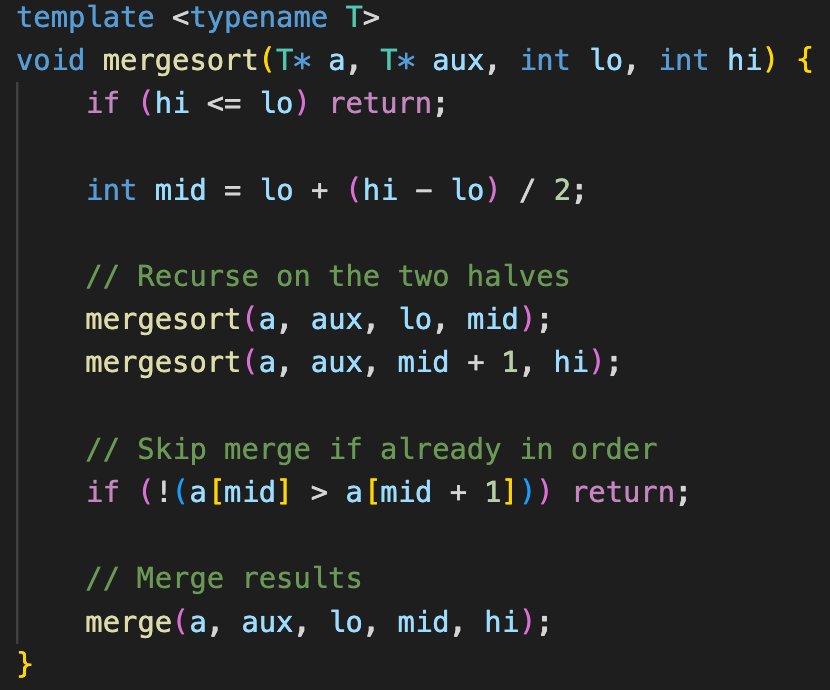 template <typename T>
void mergesort(T* a, T* aux, int lo, int hi) {
    if (hi <= lo) return;

    int mid = lo + (hi - lo) / 2;

    // Recurse on the two halves
    mergesort(a, aux, lo, mid);
    mergesort(a, aux, mid + 1, hi);

    // Skip merge if already in order
    if (!(a[mid] > a[mid + 1])) return;

    // Merge results
    merge(a, aux, lo, mid, hi);
}